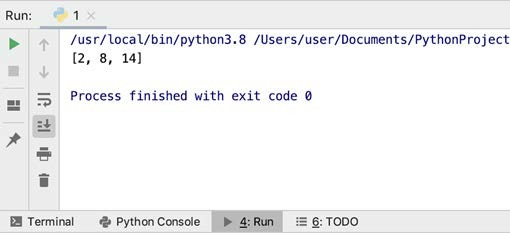 Run: 1
/usr/local/bin/python3.8 /Users/user/Documents/PythonProject
[2, 8, 14]
Process finished with exit code 0
Terminal Python Console 4: Run 6: TODO